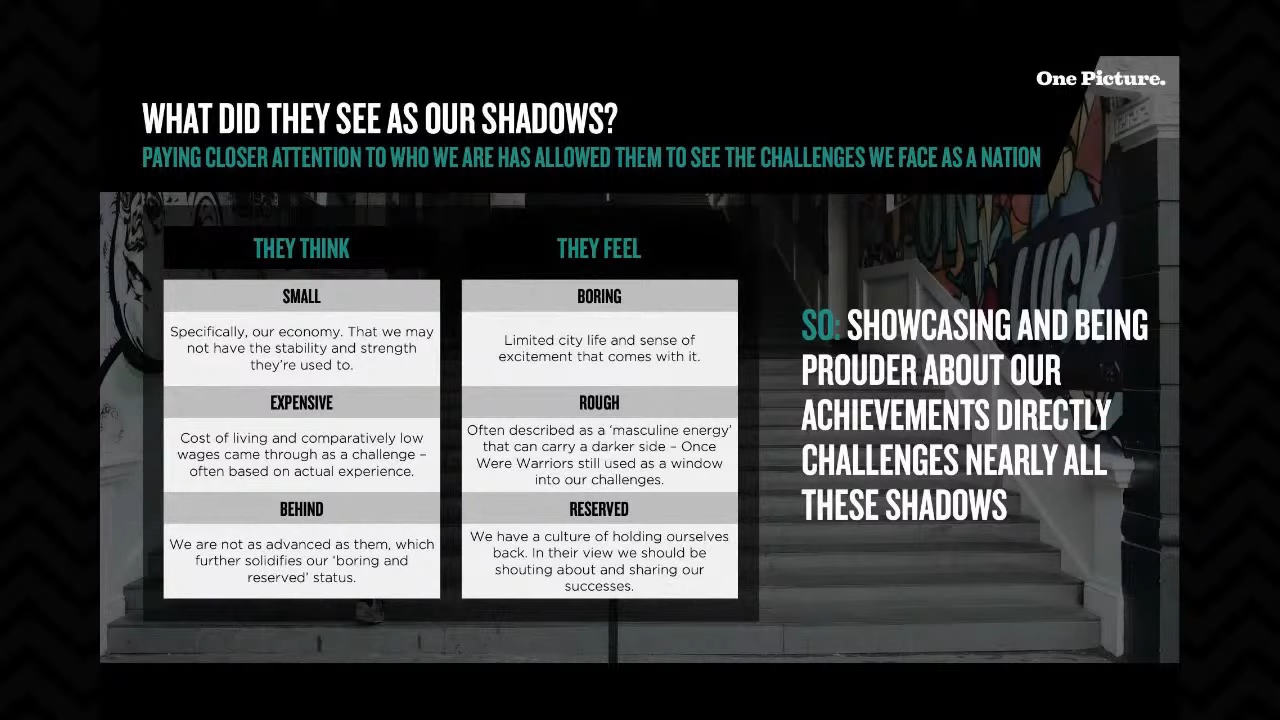 One Picture.
WHAT DID THEY SEE AS OUR SHADOWS?
PAYING CLOSER ATTENTION TO WHO WE ARE HAS ALLOWED THEM TO SEE THE CHALLENGES WE FACE AS A NATION
THEY THINK
SMALL
Specifically, our economy. That we may
not have the stability and strength
they're used to.
EXPENSIVE
Cost of living and comparatively low
wages came through as a challenge –
often based on actual experience.
BEHIND
We are not as advanced as them, which
further solidifies our 'boring and
reserved' status.
THEY FEEL
BORING
Limited city life and sense of
excitement that comes with it.
ROUGH
Often described as a 'masculine energy'
that can carry a darker side – Once
Were Warriors still used as a window
into our challenges.
RESERVED
We have a culture of holding ourselves
back. In their view we should be
shouting about and sharing our
successes.
SO: SHOWCASING AND BEING
PROUDER ABOUT OUR
ACHIEVEMENTS DIRECTLY
CHALLENGES NEARLY ALL
THESE SHADOWS
LUCK